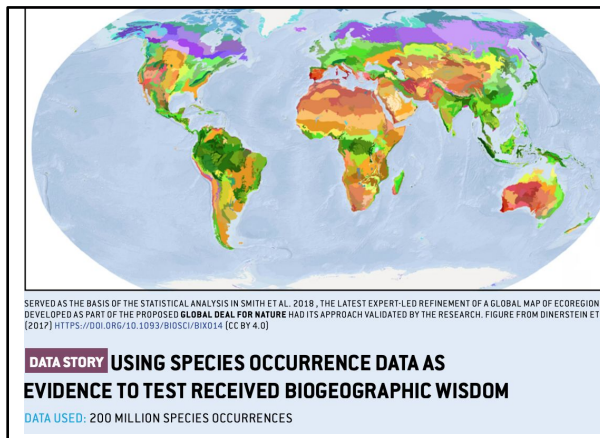 SERVED AS THE BASIS OF THE STATISTICAL ANALYSIS IN SMITH ET AL. 2018 , THE LATEST EXPERT-LED REFINEMENT OF A GLOBAL MAP OF ECOREGION
DEVELOPED AS PART OF THE PROPOSED GLOBAL DEAL FOR NATURE HAD ITS APPROACH VALIDATED BY THE RESEARCH. FIGURE FROM DINERSTEIN ET
(2017) HTTPS://DOI.ORG/10.1093/BIOSCI/BIX014 (CC BY 4.0)
DATA STORY USING SPECIES OCCURRENCE DATA AS
EVIDENCE TO TEST RECEIVED BIOGEOGRAPHIC WISDOM
DATA USED: 200 MILLION SPECIES OCCURRENCES